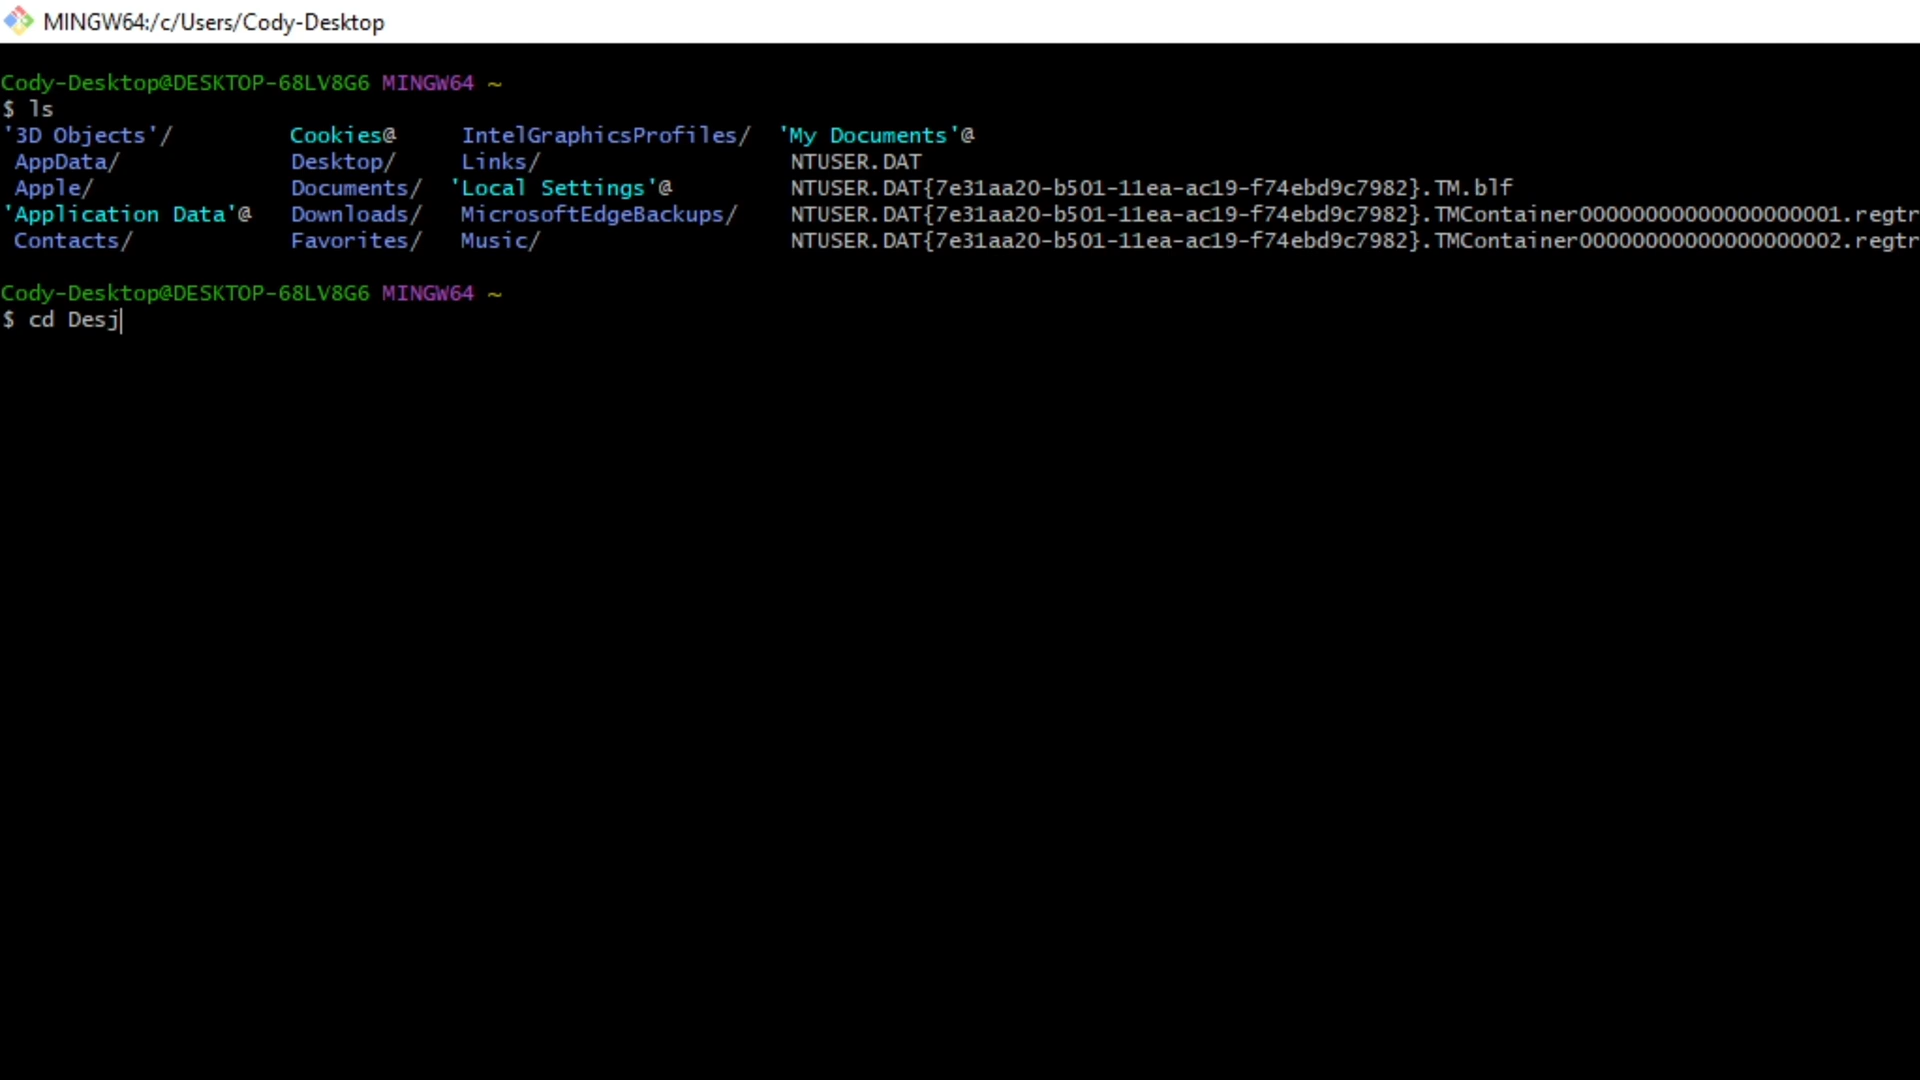 MINGW64:/c/Users/Cody-Desktop
Cody-Desktop@DESKTOP-68LV8G6 MINGW64 ~
$ ls
'3D Objects'/ Cookies@ IntelGraphicsProfiles/ 'My Documents'@
AppData/ Desktop/ Links/ NTUSER.DAT
Apple/ Documents/ 'Local Settings'@ NTUSER.DAT{7e31aa20-b501-11ea-ac19-f74ebd9c7982}.TM.blf
'Application Data'@ Downloads/ MicrosoftEdgeBackups/ NTUSER.DAT{7e31aa20-b501-11ea-ac19-f74ebd9c7982}.TMContainer00000000000000000001.regtr
Contacts/ Favorites/ Music/ NTUSER.DAT{7e31aa20-b501-11ea-ac19-f74ebd9c7982}.TMContainer00000000000000000002.regtr
Cody-Desktop@DESKTOP-68LV8G6 MINGW64 ~
$ cd Desj